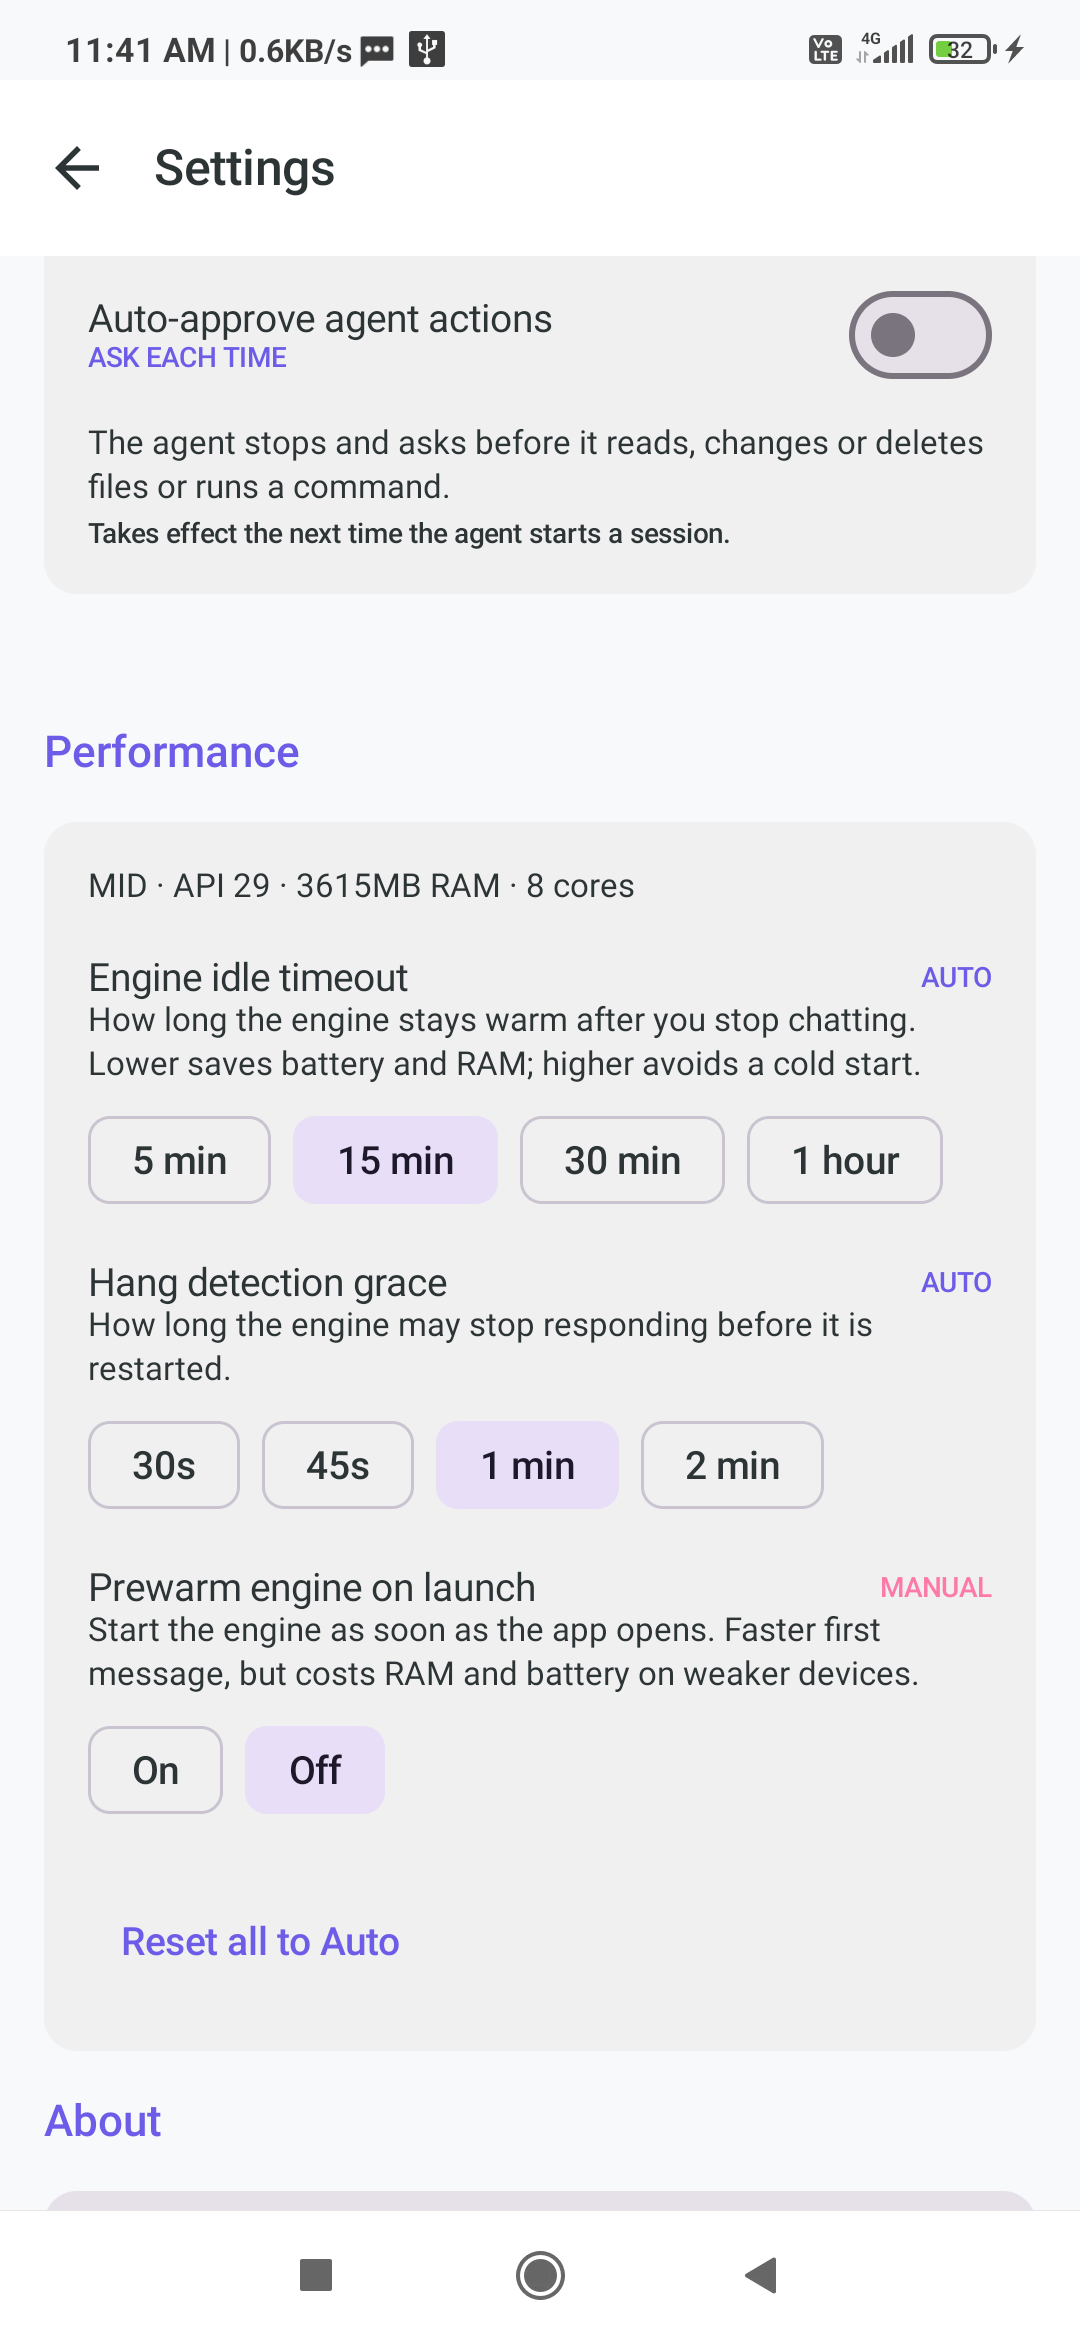 11:41 AM | 0.6KB/s
Vo LTE 4G 32
Settings
Auto-approve agent actions
ASK EACH TIME
The agent stops and asks before it reads, changes or deletes
files or runs a command.
Takes effect the next time the agent starts a session.
Performance
MID · API 29 · 3615MB RAM · 8 cores
Engine idle timeout AUTO
How long the engine stays warm after you stop chatting.
Lower saves battery and RAM; higher avoids a cold start.
5 min 15 min 30 min 1 hour
Hang detection grace AUTO
How long the engine may stop responding before it is
restarted.
30s 45s 1 min 2 min
Prewarm engine on launch MANUAL
Start the engine as soon as the app opens. Faster first
message, but costs RAM and battery on weaker devices.
On Off
Reset all to Auto
About